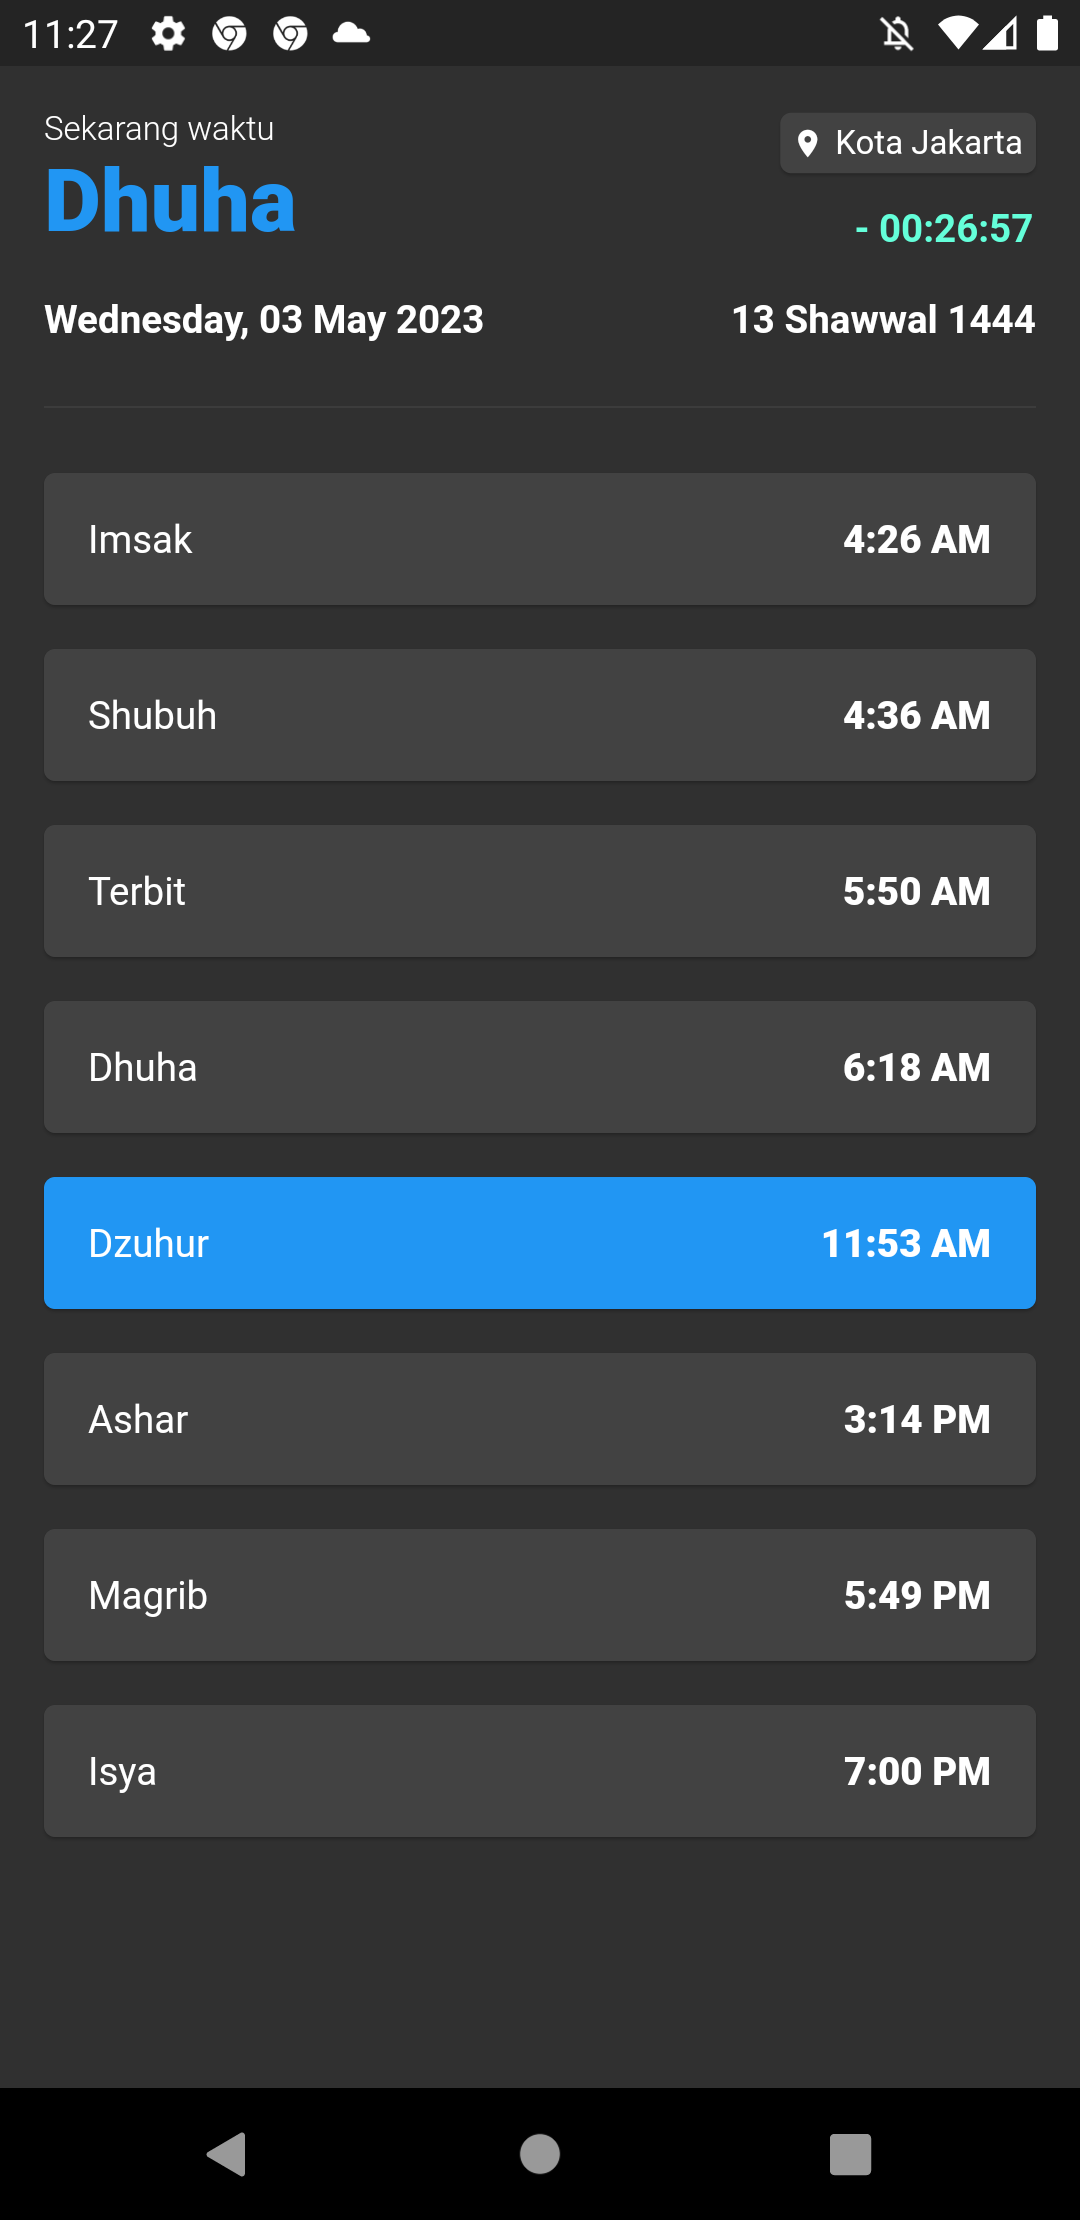 11:27
Sekarang waktu
Dhuha
Kota Jakarta
- 00:26:57
Wednesday, 03 May 2023
13 Shawwal 1444
Imsak 4:26 AM
Shubuh 4:36 AM
Terbit 5:50 AM
Dhuha 6:18 AM
Dzuhur 11:53 AM
Ashar 3:14 PM
Magrib 5:49 PM
Isya 7:00 PM